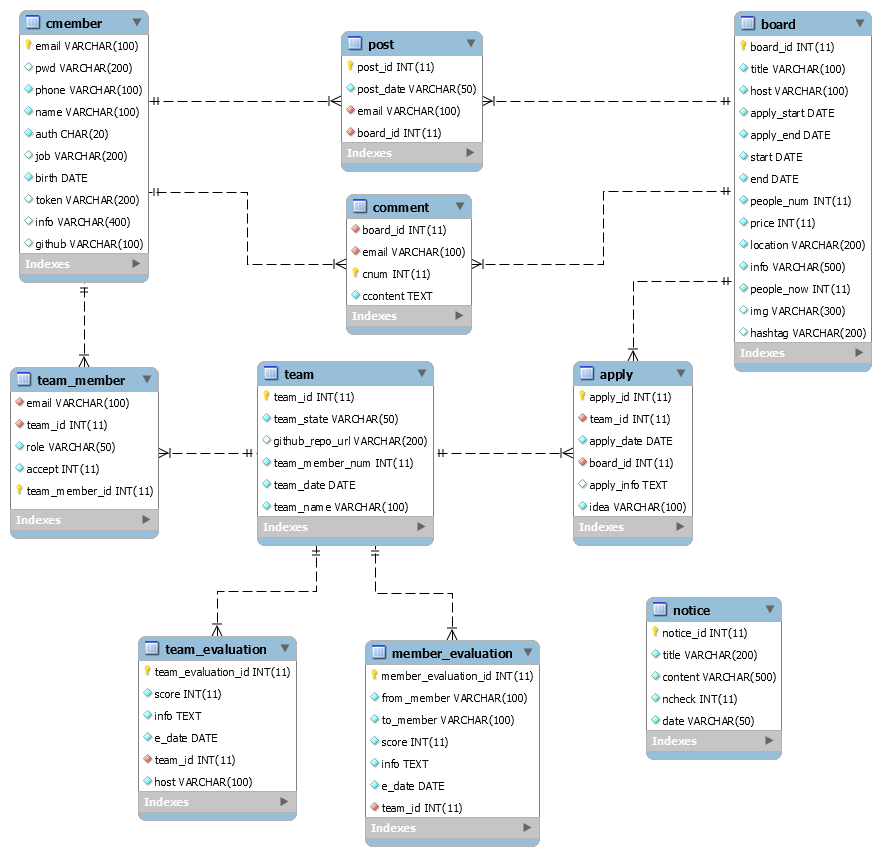 cmember
email VARCHAR(100)
pwd VARCHAR(200)
phone VARCHAR(100)
name VARCHAR(100)
auth CHAR(20)
job VARCHAR(200)
birth DATE
token VARCHAR(200)
info VARCHAR(400)
github VARCHAR(100)
Indexes
post
post_id INT(11)
post_date VARCHAR(50)
email VARCHAR(100)
board_id INT(11)
Indexes
board
board_id INT(11)
title VARCHAR(100)
host VARCHAR(100)
apply_start DATE
apply_end DATE
start DATE
end DATE
people_num INT(11)
price INT(11)
location VARCHAR(200)
info VARCHAR(500)
people_now INT(11)
img VARCHAR(300)
hashtag VARCHAR(200)
Indexes
comment
board_id INT(11)
email VARCHAR(100)
cnum INT(11)
ccontent TEXT
Indexes
team_member
email VARCHAR(100)
team_id INT(11)
role VARCHAR(50)
accept INT(11)
team_member_id INT(11)
Indexes
team
team_id INT(11)
team_state VARCHAR(50)
github_repo_url VARCHAR(200)
team_member_num INT(11)
team_date DATE
team_name VARCHAR(100)
Indexes
apply
apply_id INT(11)
team_id INT(11)
apply_date DATE
board_id INT(11)
apply_info TEXT
idea VARCHAR(100)
Indexes
team_evaluation
team_evaluation_id INT(11)
score INT(11)
info TEXT
e_date DATE
team_id INT(11)
host VARCHAR(100)
Indexes
member_evaluation
member_evaluation_id INT(11)
from_member VARCHAR(100)
to_member VARCHAR(100)
score INT(11)
info TEXT
e_date DATE
team_id INT(11)
Indexes
notice
notice_id INT(11)
title VARCHAR(200)
content VARCHAR(500)
ncheck INT(11)
date VARCHAR(50)
Indexes